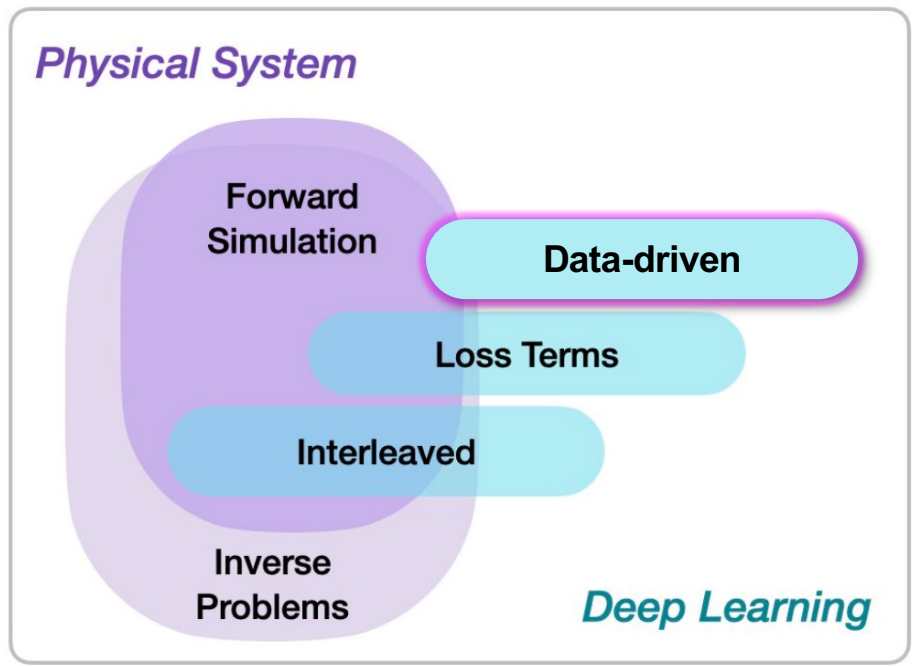 Physical System
Forward
Simulation
Data-driven
Loss Terms
Interleaved
Inverse
Problems
Deep Learning